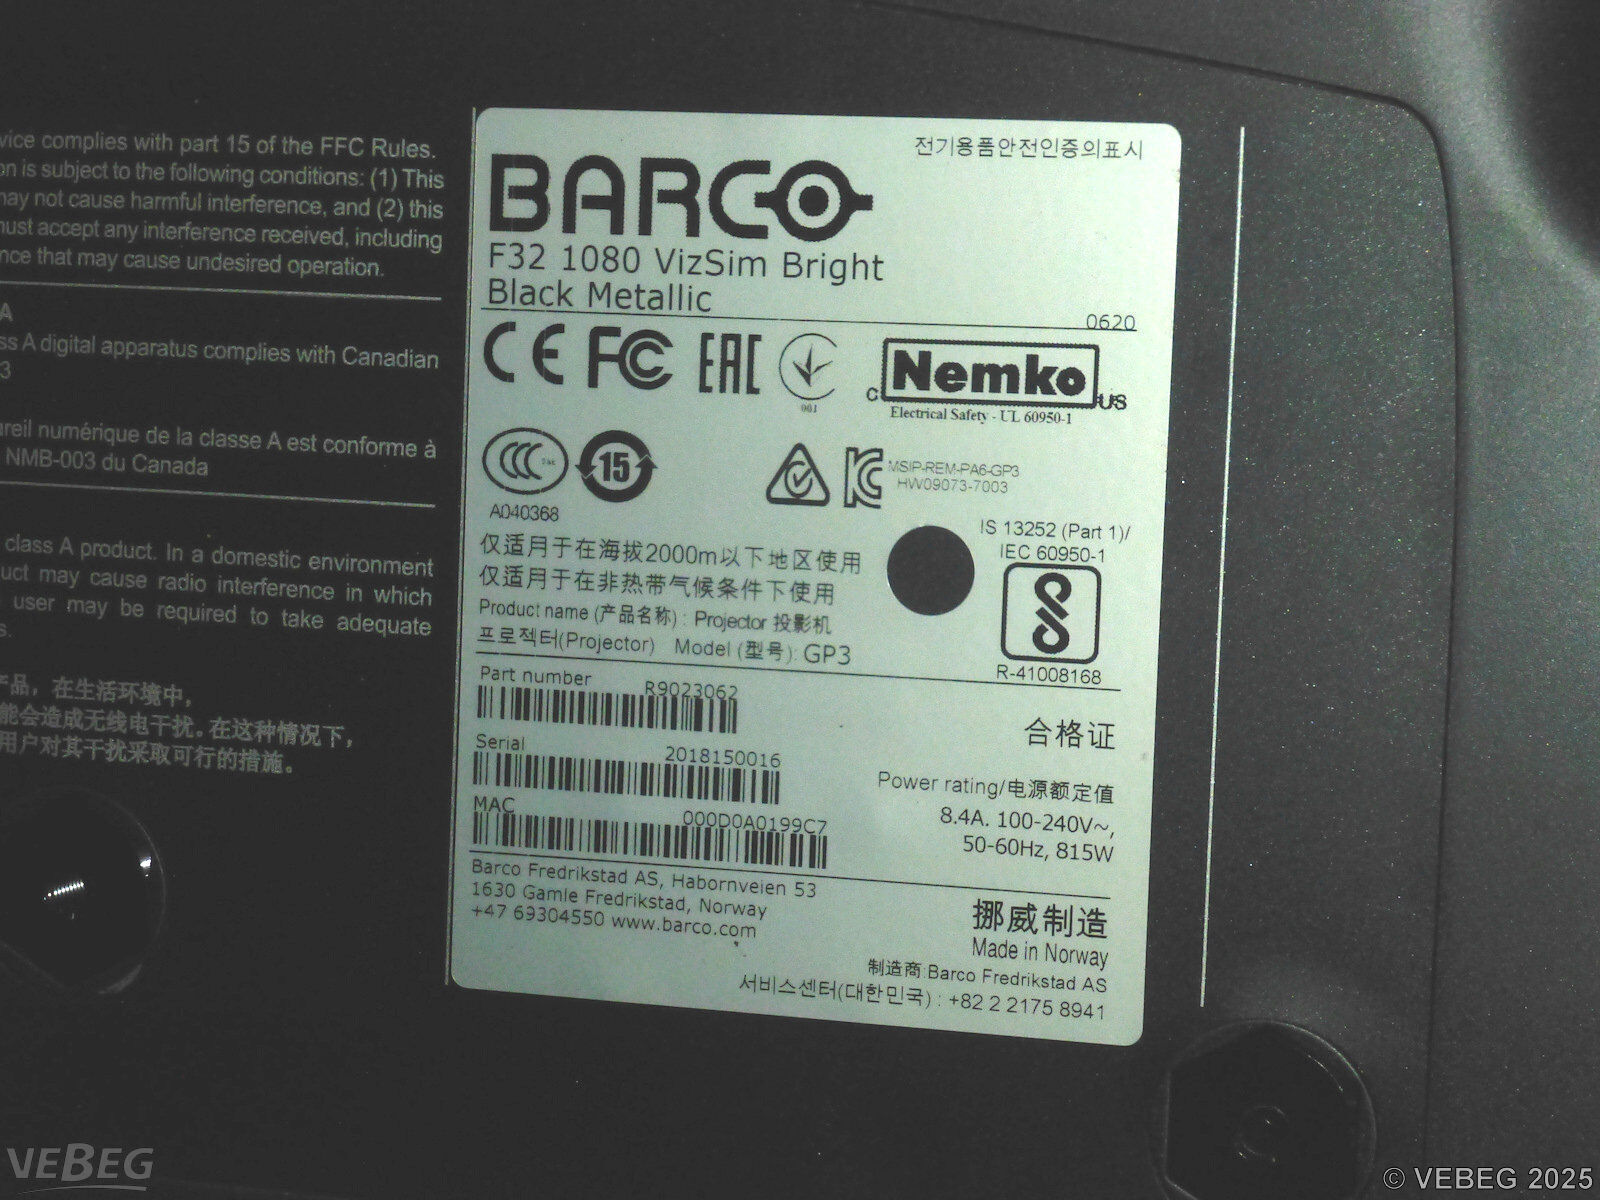 vice complies with part 15 of the FFC Rules.
on is subject to the following conditions: (1) This
may not cause harmful interference, and (2) this
must accept any interference received, including
nce that may cause undesired operation.
A
ss A digital apparatus complies with Canadian
3
areil numérique de la classe A est conforme à
NMB-003 du Canada
class A product. In a domestic environment
uct may cause radio interference in which
user may be required to take adequate
s.
产品，在生活环境中，
能会造成无线电干扰。在这种情况下，
用户对其干扰采取可行的措施。
전기용품안전인증의표시
BARCO
F32 1080 VizSim Bright
Black Metallic
0620
CE FC EAC
001
C Nemko US
Electrical Safety - UL 60950-1
15
A040368
MSIP-REM-PA6-GP3
HW09073-7003
仅适用于在海拔2000m以下地区使用
仅适用于在非热带气候条件下使用
IS 13252 (Part 1)/
IEC 60950-1
R-41008168
Product name (产品名称) : Projector 投影机
프로젝터(Projector) Model (型号): GP3
Part number R9023062
Serial 2018150016
MAC 000D0A0199C7
合格证
Power rating/电源额定值
8.4A. 100-240V~,
50-60Hz, 815W
Barco Fredrikstad AS, Habornveien 53
1630 Gamle Fredrikstad, Norway
+47 69304550 www.barco.com
挪威制造
Made in Norway
制造商:Barco Fredrikstad AS
서비스센터(대한민국) : +82 2 2175 8941
VEBEG
© VEBEG 2025